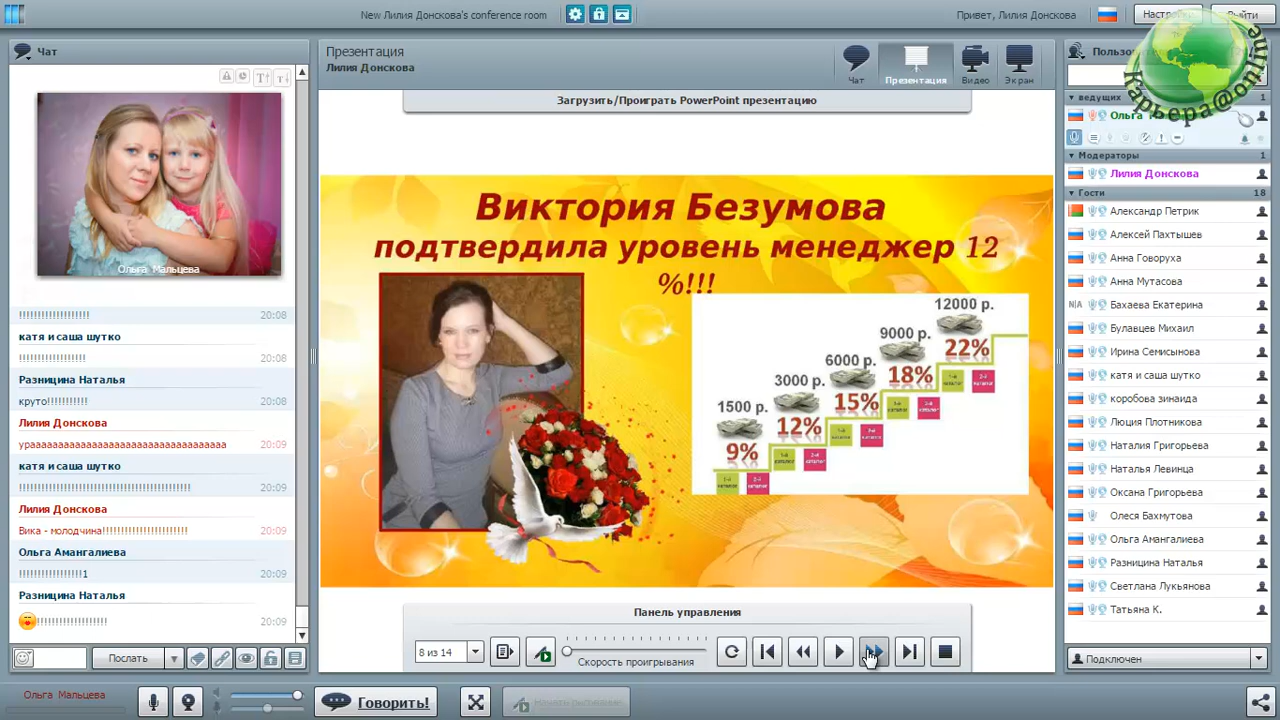 New Лилия Донскова's conference room
Привет, Лилия Донскова
Выйти
Карьера@online
Чат
Ольга Мальцева
!!!!!!!!!!!!!!!!!!! 20:08
катя и саша шутко
!!!!!!!!!!!!!!!!!! 20:08
Разницина Наталья
круто!!!!!!!!!!! 20:08
Лилия Донскова
урааааааааааааааааааааааааааааааааа 20:09
катя и саша шутко
!!!!!!!!!!!!!!!!!!!!!!!!!!!!!!!!!!!!!!!!!!!!! 20:09
Лилия Донскова
Вика - молодчина!!!!!!!!!!!!!!!!!!!!!!! 20:09
Ольга Амангалиева
!!!!!!!!!!!!!!!!!1 20:09
Разницина Наталья
!!!!!!!!!!!!!!!!!!! 20:09
Послать
Презентация
Лилия Донскова
Чат
Презентация
Видео
Экран
Загрузить/Проиграть PowerPoint презентацию
Виктория Безумова
подтвердила уровень менеджер 12
%!!!
1500 р.
9%
3000 р.
12%
6000 р.
15%
9000 р.
18%
12000 р.
22%
Панель управления
8 из 14
Скорость проигрывания
ведущих 1
Ольга
Модераторы 1
Лилия Донскова
Гости 18
Александр Петрик
Алексей Пахтышев
Анна Говоруха
Анна Мутасова
N/A Бахаева Екатерина
Булавцев Михаил
Ирина Семисынова
катя и саша шутко
коробова зинаида
Люция Плотникова
Наталия Григорьева
Наталья Левинца
Оксана Григорьева
Олеся Бахмутова
Ольга Амангалиева
Разницина Наталья
Светлана Лукьянова
Татьяна К.
Подключен
Ольга Мальцева
Говорить!